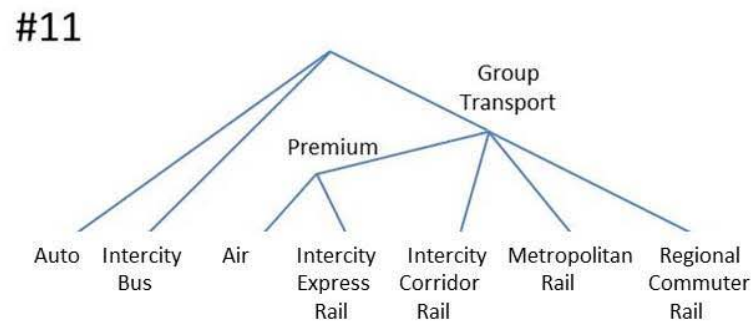 #11
Group
Transport
Premium
Auto
Intercity
Bus
Air
Intercity
Express
Rail
Intercity
Corridor
Rail
Metropolitan
Rail
Regional
Commuter
Rail